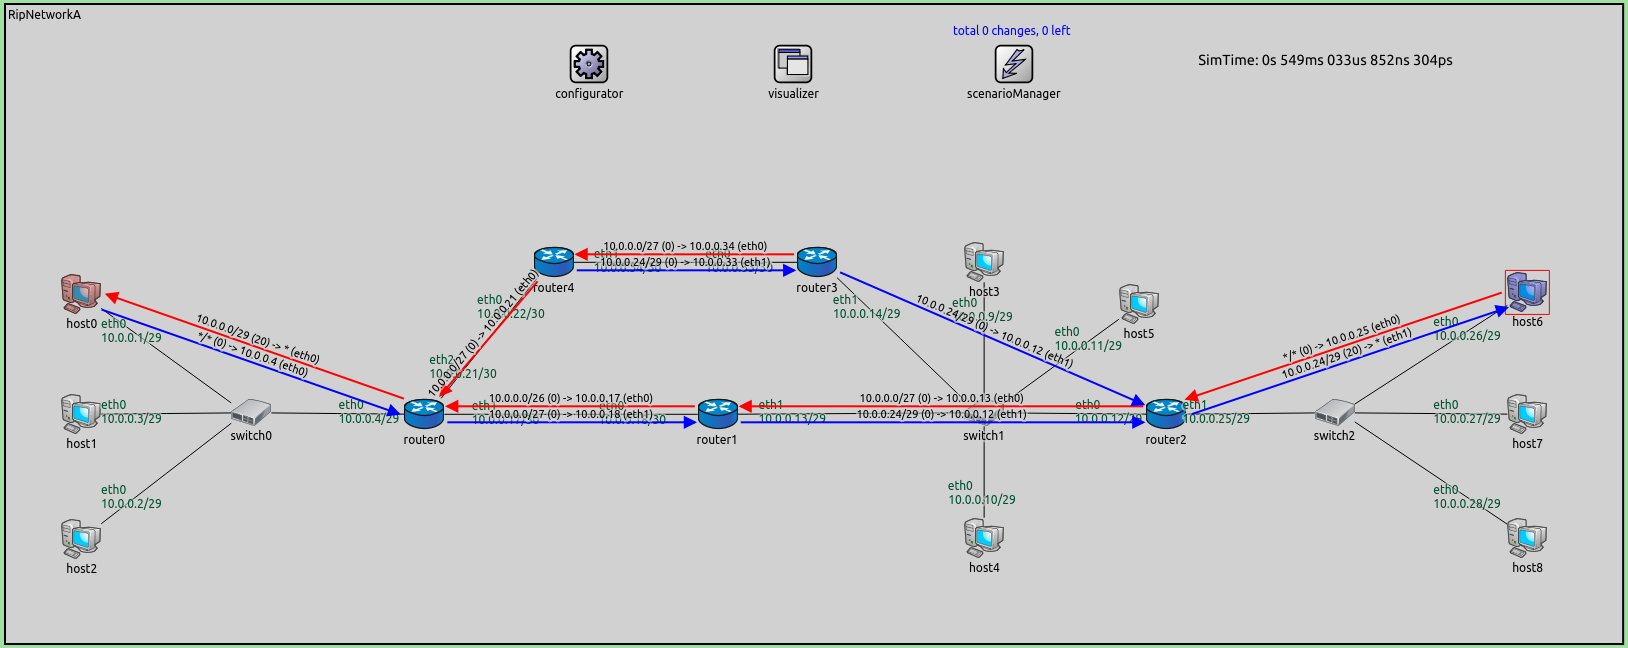 RipNetworkA
total 0 changes, 0 left
SimTime: 0s 549ms 033us 852ns 304ps
configurator
visualizer
scenarioManager
10.0.0.0/27 (0) -> 10.0.0.34 (eth0)
10.0.0.24/29 (0) -> 10.0.0.33 (eth1)
router4
router3
host3
host0
host5
host6
eth0
10.0.0.22/30
eth1
10.0.0.14/29
eth0
10.0.0.9/29
10.0.0.24/29 (0) -> 10.0.0.12 (eth1)
eth0
10.0.0.1/29
10.0.0.0/29 (20) -> * (eth0)
*/* (0) -> 10.0.0.4 (eth0)
10.0.0.0/27 (0) -> 10.0.0.21 (eth0)
eth0
10.0.0.11/29
*/* (0) -> 10.0.0.25 (eth0)
10.0.0.24/29 (20) -> * (eth1)
eth0
10.0.0.26/29
eth2
10.0.0.21/30
eth0
10.0.0.3/29
eth0
10.0.0.4/29
10.0.0.0/26 (0) -> 10.0.0.17 (eth0)
10.0.0.0/27 (0) -> 10.0.0.18 (eth1)
eth1
10.0.0.13/29
10.0.0.0/27 (0) -> 10.0.0.13 (eth0)
10.0.0.24/29 (0) -> 10.0.0.12 (eth1)
eth0
10.0.0.12/29
eth1
10.0.0.25/29
eth0
10.0.0.27/29
host1
switch0
router0
router1
switch1
router2
switch2
host7
eth0
10.0.0.2/29
eth0
10.0.0.10/29
eth0
10.0.0.28/29
host2
host4
host8